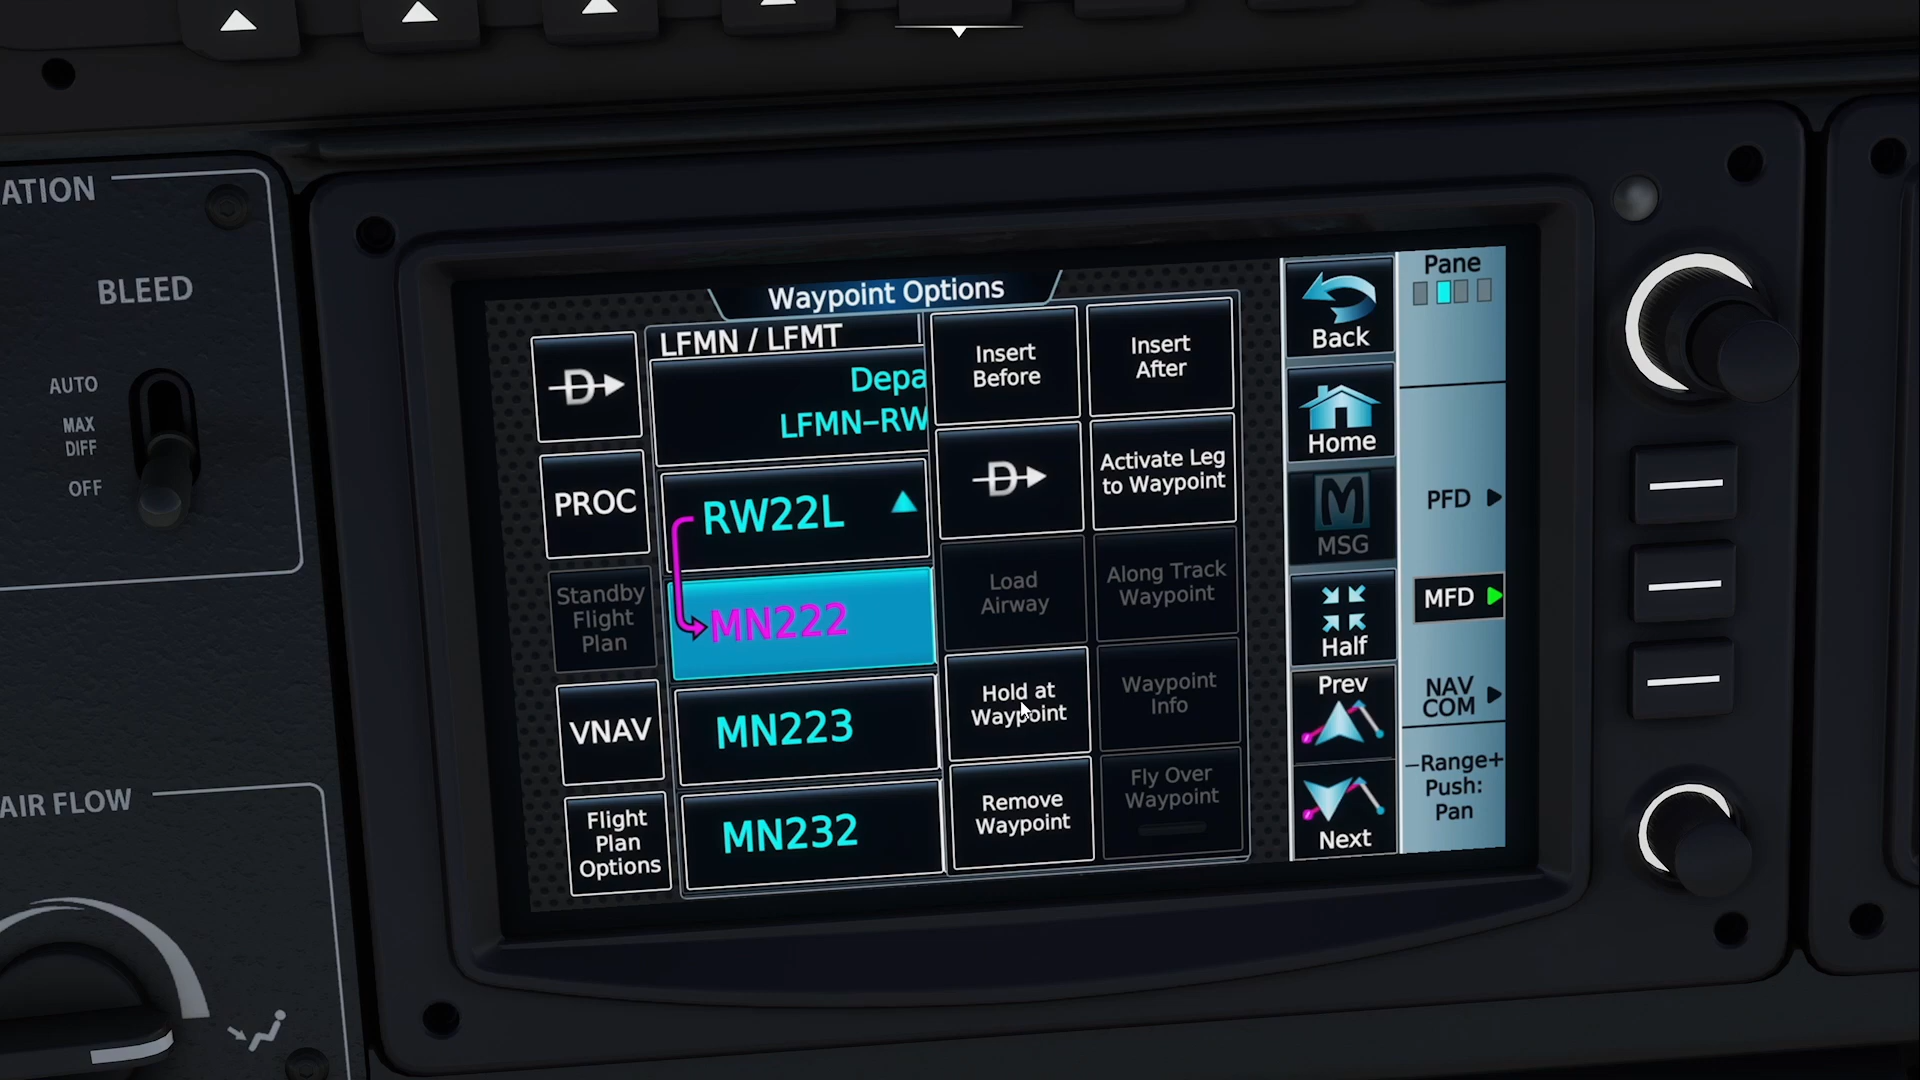 ATION
BLEED
AUTO
MAX
DIFF
OFF
AIR FLOW
Waypoint Options
LFMN / LFMT
Depa
LFMN–RW
RW22L
MN222
MN223
MN232
D
PROC
Standby
Flight
Plan
VNAV
Flight
Plan
Options
Insert
Before
Insert
After
D
Activate Leg
to Waypoint
Load
Airway
Along Track
Waypoint
Hold at
Waypoint
Waypoint
Info
Remove
Waypoint
Fly Over
Waypoint
Back
Home
M
MSG
Half
Prev
Next
Pane
PFD
MFD
NAV
COM
–Range+
Push:
Pan